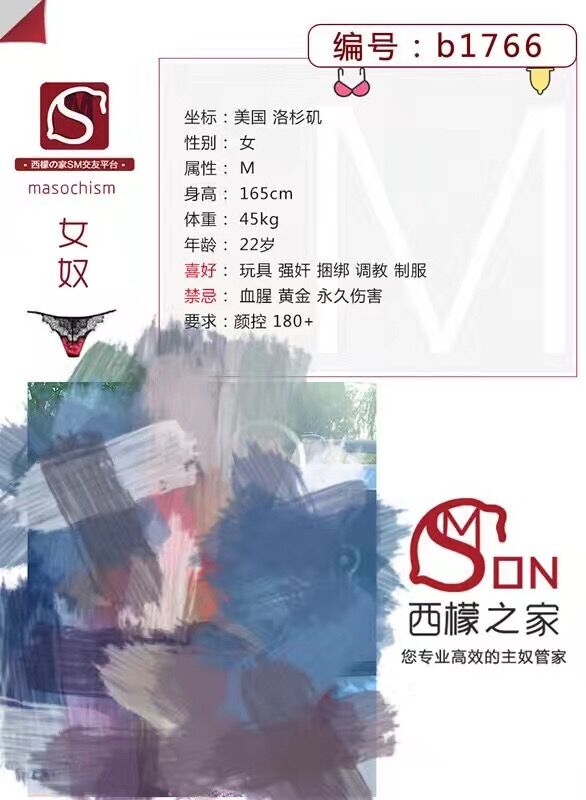 编号：b1766
S
西檬の家SM交友平台
masochism
女奴
坐标：美国 洛杉矶
性别： 女
属性： M
身高： 165cm
体重： 45kg
年龄： 22岁
喜好： 玩具 强奸 捆绑 调教 制服
禁忌： 血腥 黄金 永久伤害
要求：颜控 180+
M
SMON
西檬之家
您专业高效的主奴管家